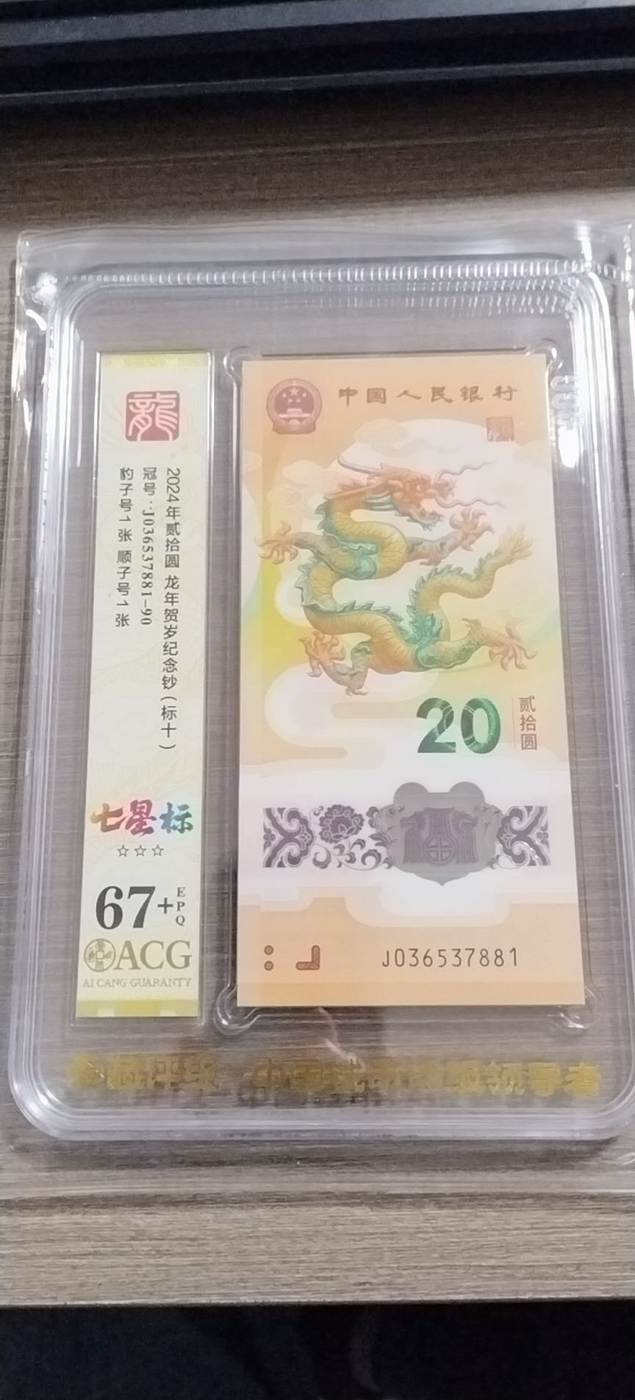 龍
2024年贰拾圆 龙年贺岁纪念钞(标十)
冠号:J036537881-90
豹子号1张 顺子号1张
七星标
☆☆☆
67+
EPQ
ACG
AI CANG GUARANTY
中国人民银行
20
贰拾圆
J036537881